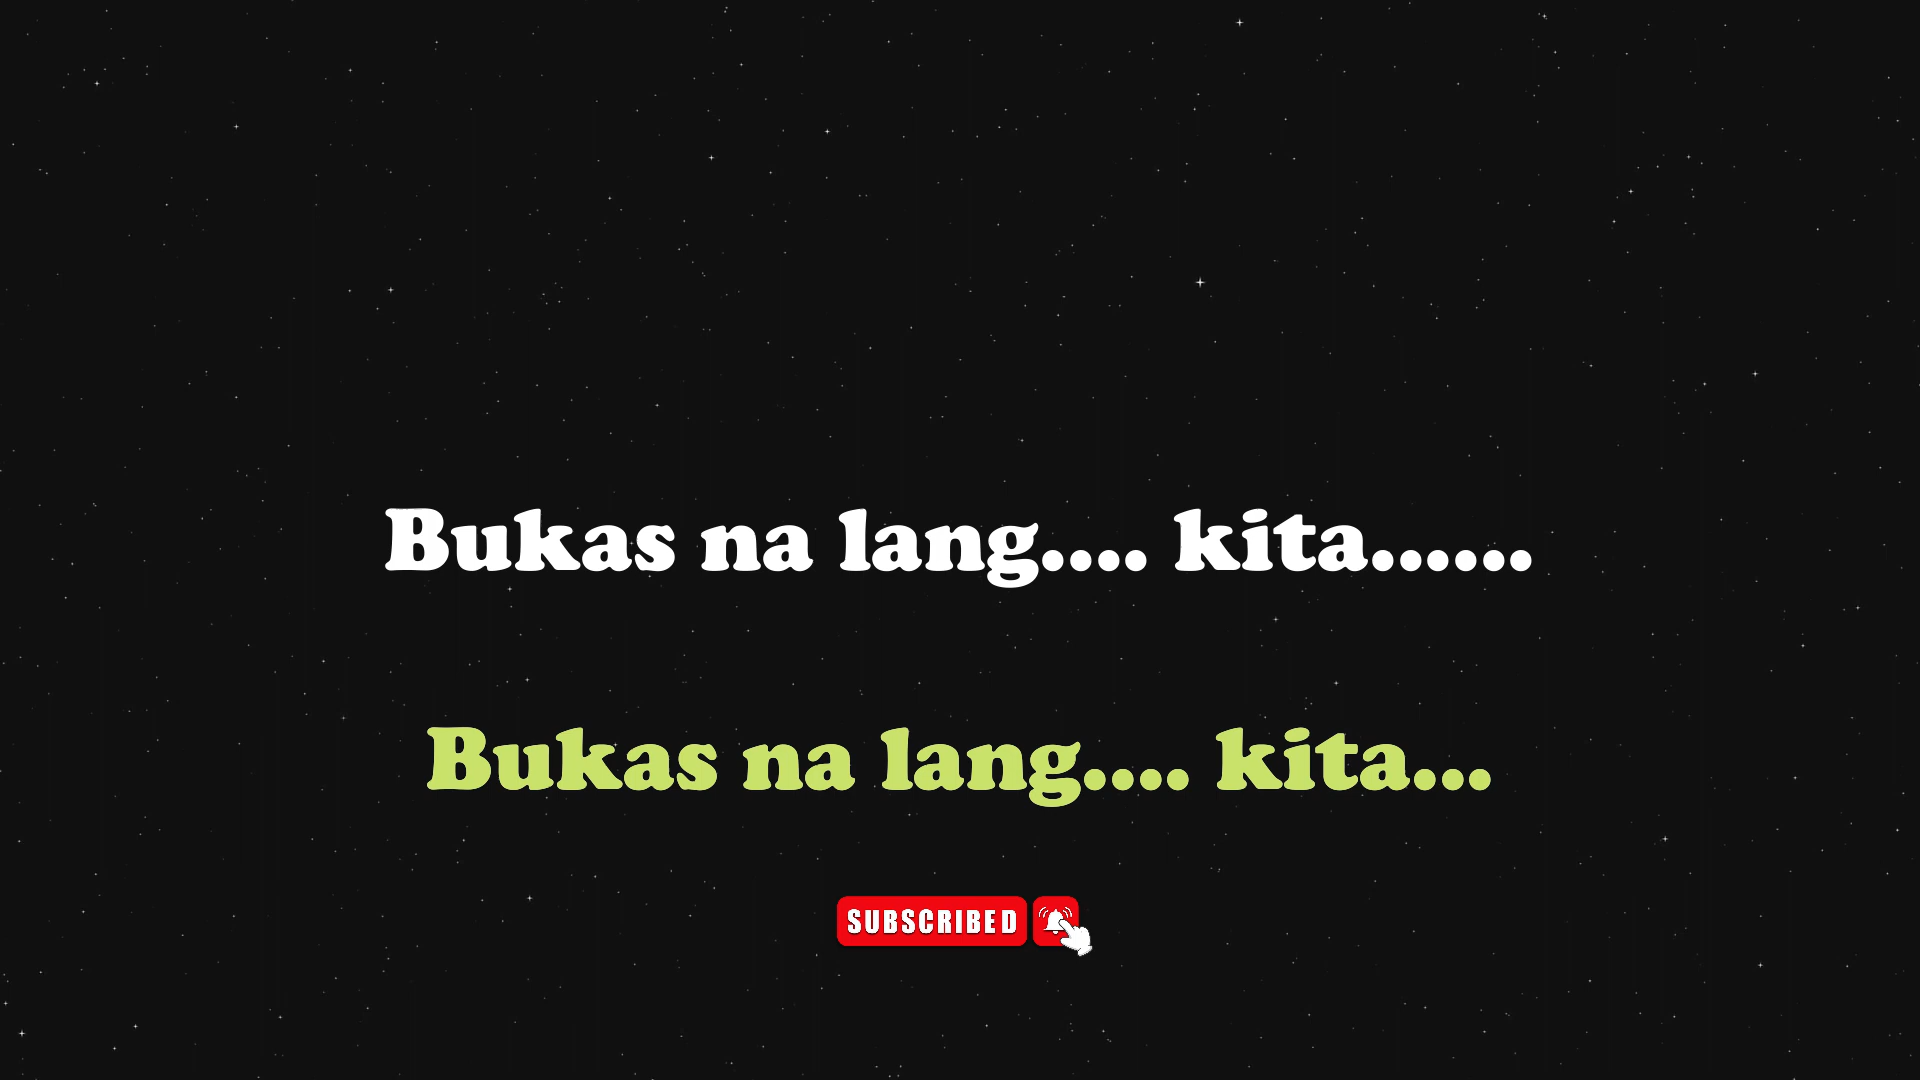 Bukas na lang.... kita......
Bukas na lang.... kita...
SUBSCRIBED